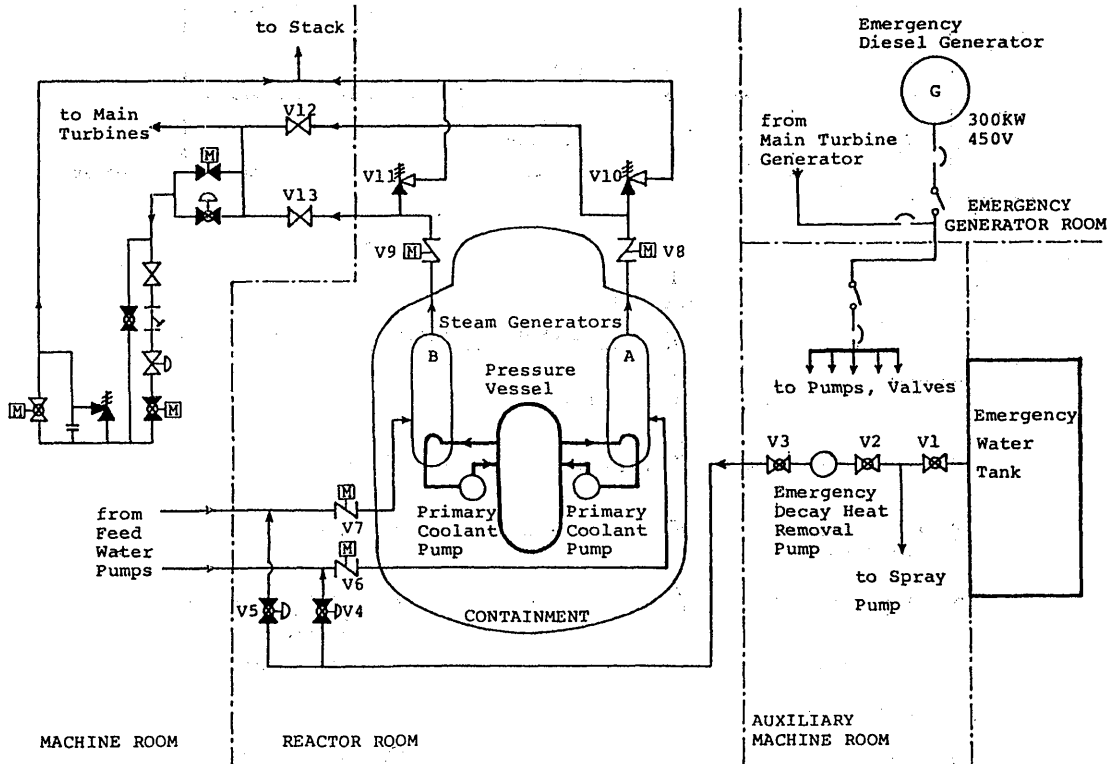 to Stack
Emergency
Diesel Generator
G
300KW
450V
from
Main Turbine
Generator
to Main
Turbines
V12
M
V11
V10
V13
EMERGENCY
GENERATOR ROOM
V9
M
M
V8
Steam Generators
B
A
Pressure
Vessel
to Pumps, Valves
Emergency
Water
Tank
M
M
V3
V2
V1
Emergency
Decay Heat
Removal
Pump
from
Feed
Water
Pumps
M
V7
Primary
Coolant
Pump
Primary
Coolant
Pump
M
V6
to Spray
Pump
V5
V4
CONTAINMENT
MACHINE ROOM
REACTOR ROOM
AUXILIARY
MACHINE ROOM